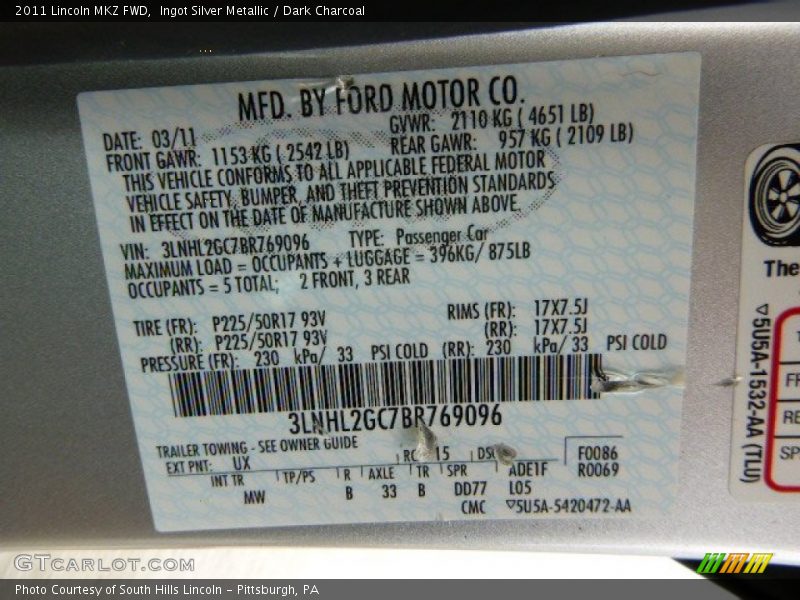 2011 Lincoln MKZ FWD,  Ingot Silver Metallic / Dark Charcoal
MFD. BY FORD MOTOR CO.
DATE: 03/11 GVWR: 2110 KG ( 4651 LB)
FRONT GAWR: 1153 KG ( 2542 LB) REAR GAWR: 957 KG ( 2109 LB)
THIS VEHICLE CONFORMS TO ALL APPLICABLE FEDERAL MOTOR
VEHICLE SAFETY, BUMPER, AND THEFT PREVENTION STANDARDS
IN EFFECT ON THE DATE OF MANUFACTURE SHOWN ABOVE.
VIN: 3LNHL2GC7BR769096 TYPE: Passenger Car
MAXIMUM LOAD = OCCUPANTS + LUGGAGE = 396KG/ 875LB
OCCUPANTS = 5 TOTAL; 2 FRONT, 3 REAR
TIRE (FR): P225/50R17 93V RIMS (FR): 17X7.5J
(RR): P225/50R17 93V (RR): 17X7.5J
PRESSURE (FR): 230 kPa/ 33 PSI COLD (RR): 230 kPa/ 33 PSI COLD
3LNHL2GC7BR769096
TRAILER TOWING - SEE OWNER GUIDE
EXT PNT: UX RC 15 DSO F0086
INT TR TP/PS R AXLE TR SPR ADE1F R0069
MW B 33 B DD77 L05
CMC ▽5U5A-5420472-AA
The
▽5U5A-1532-AA (TLU)
FR
RE
SP
GTCARLOT.COM
Photo Courtesy of South Hills Lincoln – Pittsburgh, PA